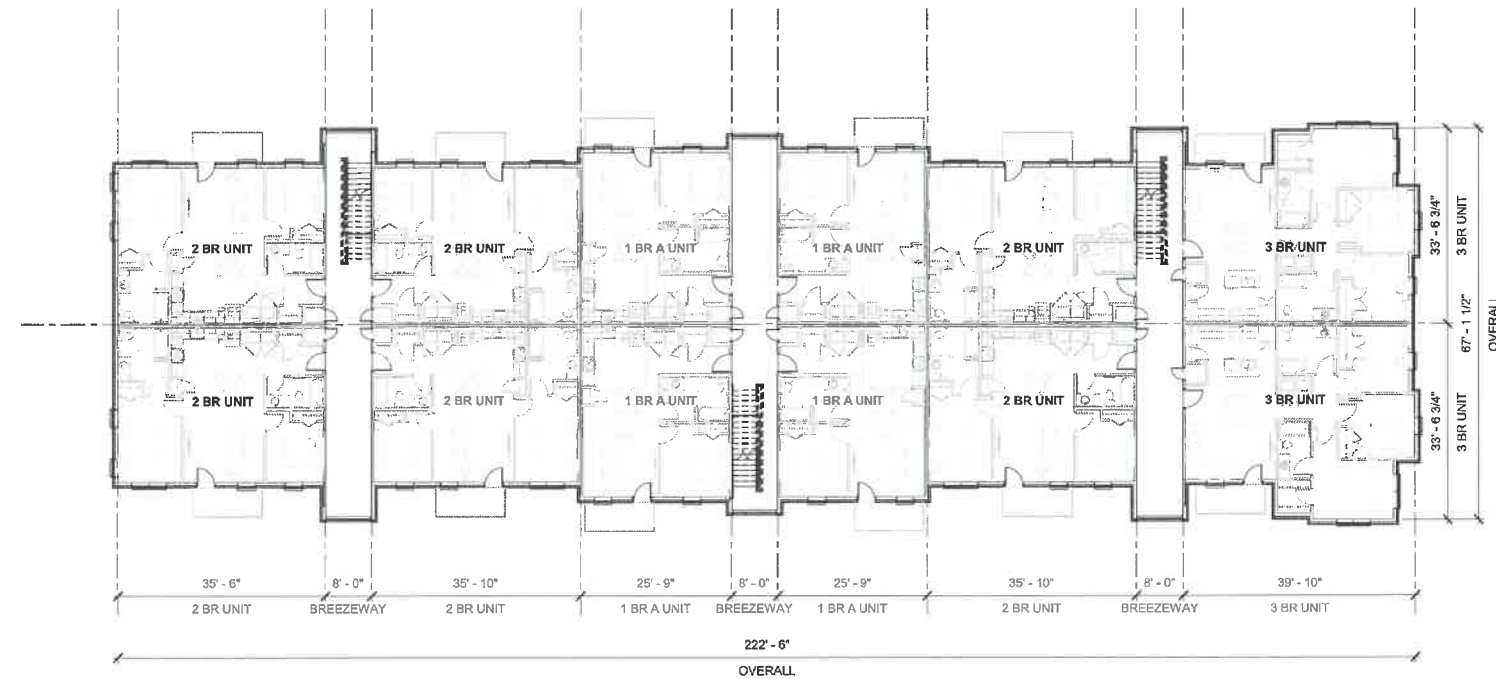 2 BR UNIT 2 BR UNIT 1 BR A UNIT 1 BR A UNIT 2 BR UNIT 3 BR UNIT
2 BR UNIT 2 BR UNIT 1 BR A UNIT 1 BR A UNIT 2 BR UNIT 3 BR UNIT
33' - 6 3/4"
3 BR UNIT
33' - 6 3/4"
3 BR UNIT
67' - 1 1/2"
OVERALL
35' - 6" 8' - 0" 35' - 10" 25' - 9" 8' - 0" 25' - 9" 35' - 10" 8' - 0" 39' - 10"
2 BR UNIT BREEZEWAY 2 BR UNIT 1 BR A UNIT BREEZEWAY 1 BR A UNIT 2 BR UNIT BREEZEWAY 3 BR UNIT
222' - 6"
OVERALL